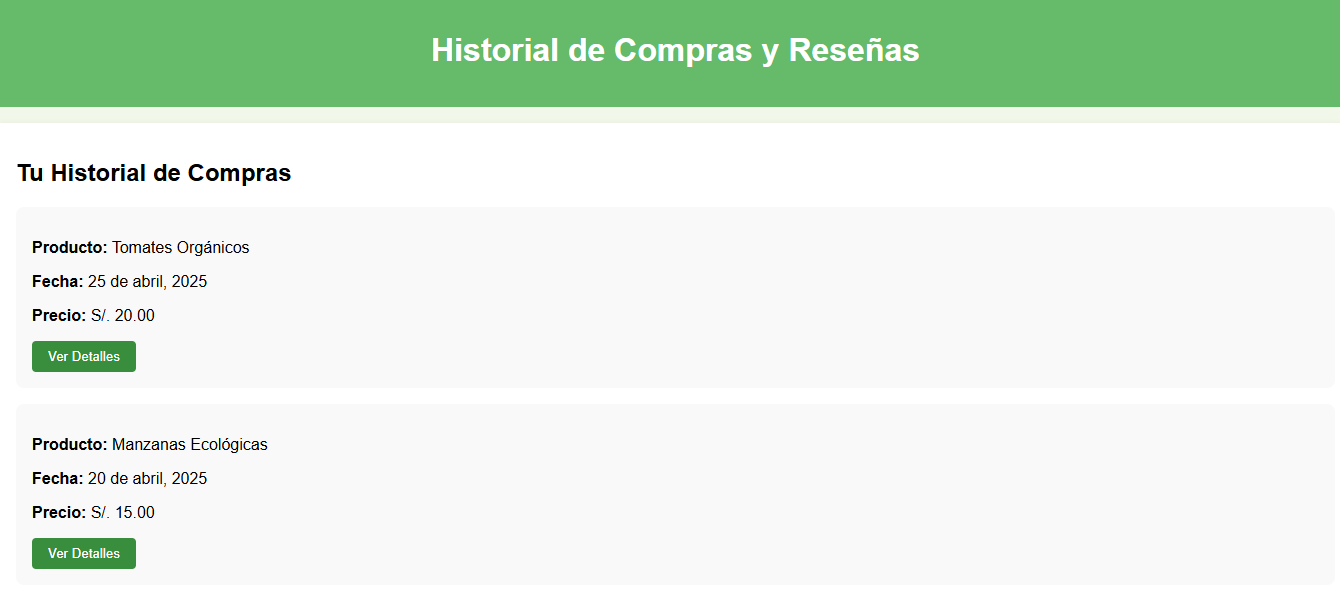 Historial de Compras y Reseñas
Tu Historial de Compras
Producto: Tomates Orgánicos
Fecha: 25 de abril, 2025
Precio: S/. 20.00
Ver Detalles
Producto: Manzanas Ecológicas
Fecha: 20 de abril, 2025
Precio: S/. 15.00
Ver Detalles